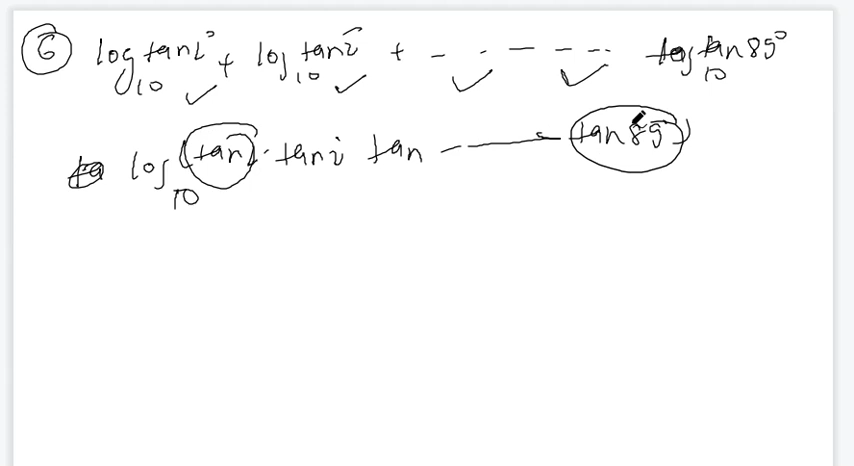 6 log₁₀ tan1° + log₁₀ tan2° + - - - - - log₁₀ tan89°
log₁₀ (tan1°. tan2° tan ——— tan89°)